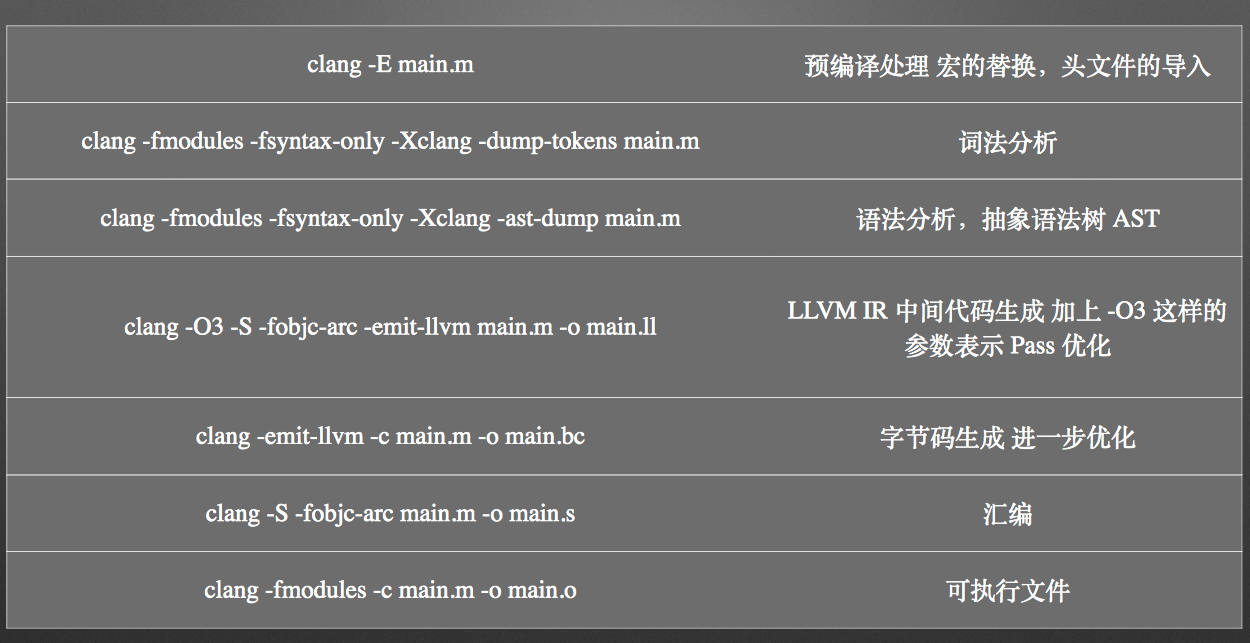 clang -E main.m
预编译处理 宏的替换，头文件的导入
clang -fmodules -fsyntax-only -Xclang -dump-tokens main.m
词法分析
clang -fmodules -fsyntax-only -Xclang -ast-dump main.m
语法分析，抽象语法树 AST
clang -O3 -S -fobjc-arc -emit-llvm main.m -o main.ll
LLVM IR 中间代码生成 加上 -O3 这样的
参数表示 Pass 优化
clang -emit-llvm -c main.m -o main.bc
字节码生成 进一步优化
clang -S -fobjc-arc main.m -o main.s
汇编
clang -fmodules -c main.m -o main.o
可执行文件